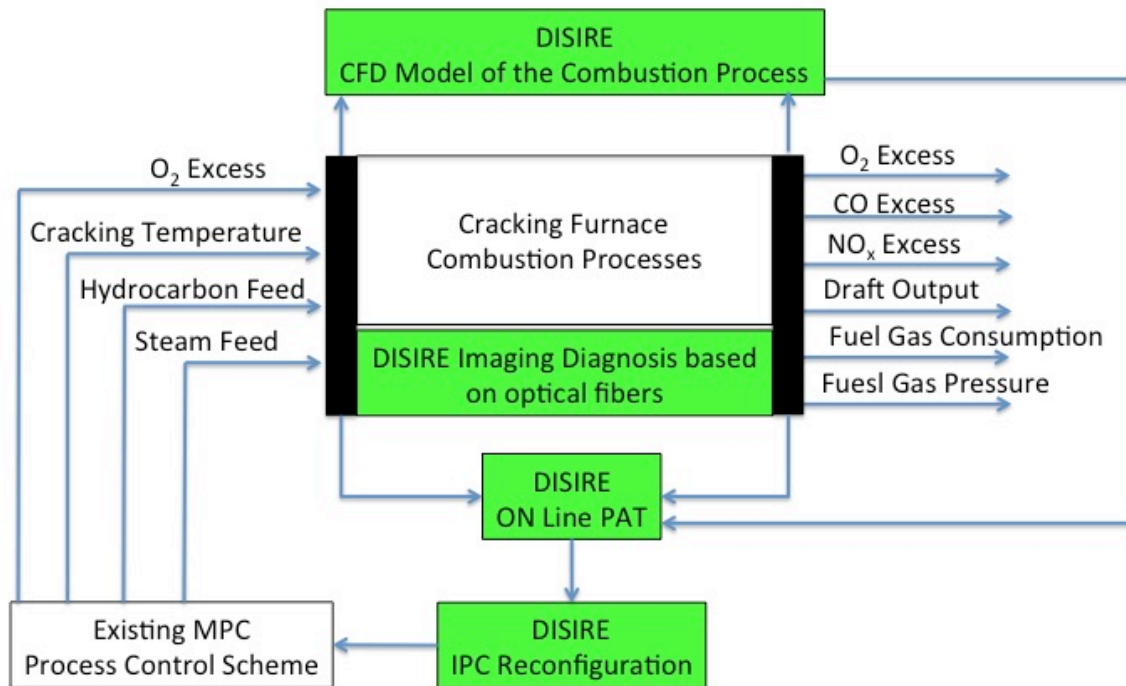 DISIRE
CFD Model of the Combustion Process
O₂ Excess
Cracking Temperature
Hydrocarbon Feed
Steam Feed
Cracking Furnace
Combustion Processes
DISIRE Imaging Diagnosis based
on optical fibers
O₂ Excess
CO Excess
NOₓ Excess
Draft Output
Fuel Gas Consumption
Fuesl Gas Pressure
DISIRE
ON Line PAT
Existing MPC
Process Control Scheme
DISIRE
IPC Reconfiguration